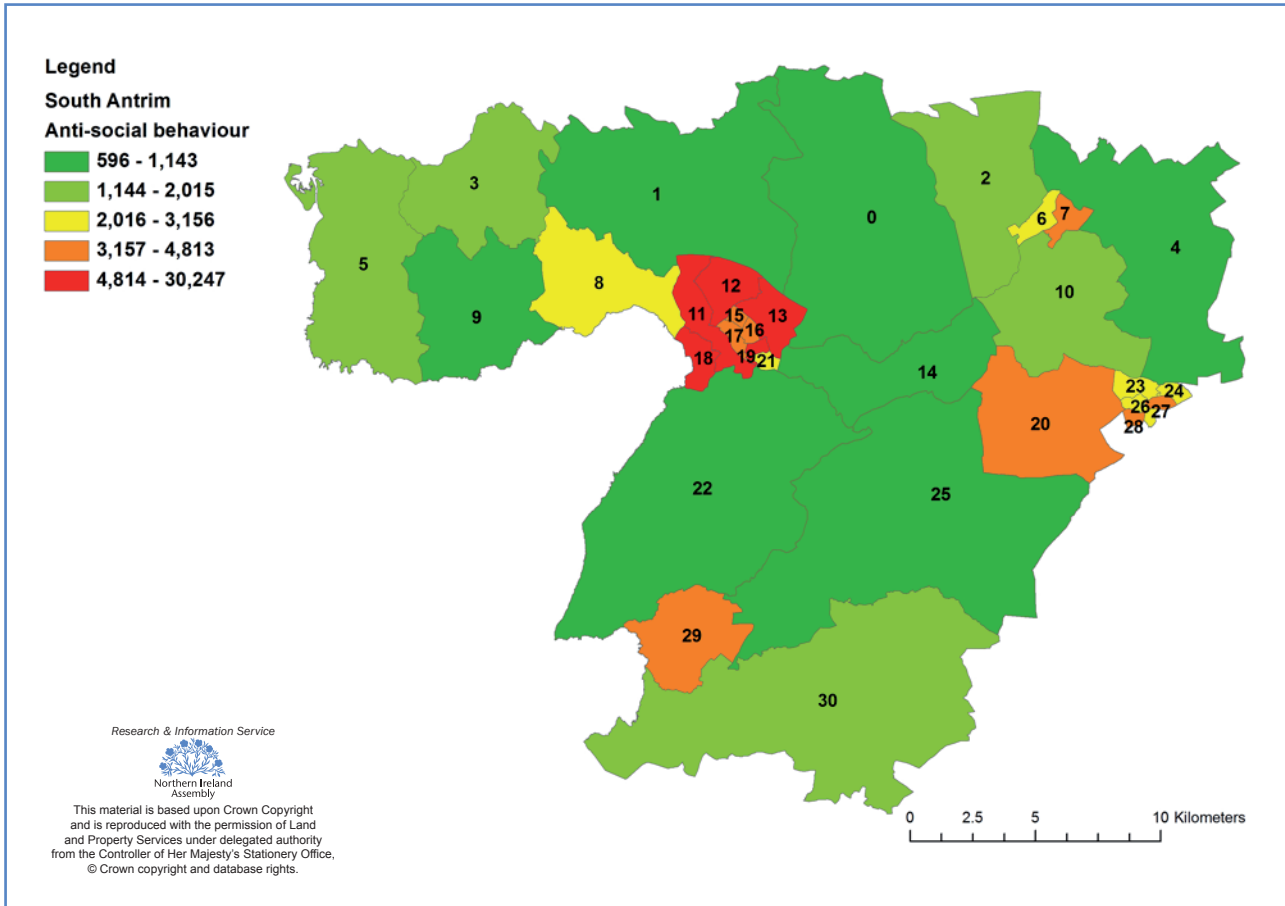 Legend
South Antrim
Anti-social behaviour
596 - 1,143
1,144 - 2,015
2,016 - 3,156
3,157 - 4,813
4,814 - 30,247
0
1
2
3
4
5
6
7
8
9
10
11
12
13
14
15
16
17
18
19
20
21
22
23
24
25
26
27
28
29
30
Research & Information Service
Northern Ireland
Assembly
This material is based upon Crown Copyright
and is reproduced with the permission of Land
and Property Services under delegated authority
from the Controller of Her Majesty's Stationery Office,
© Crown copyright and database rights.
0 2.5 5 10 Kilometers